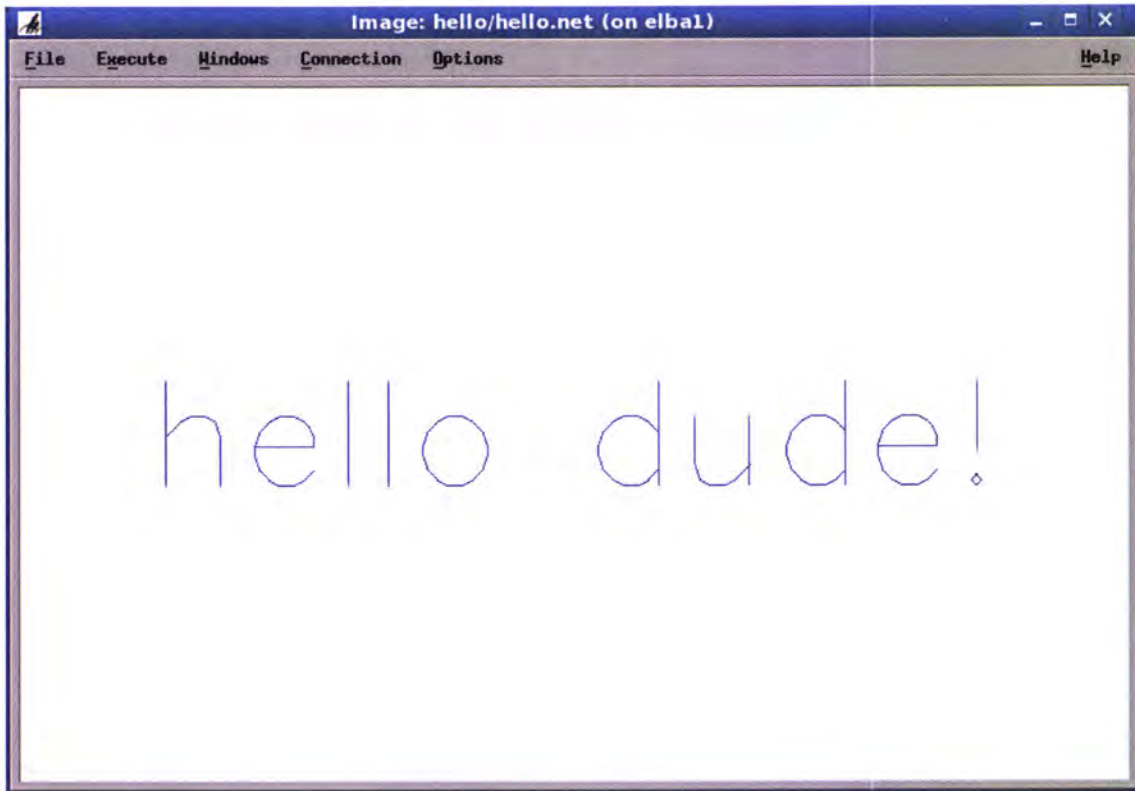 Image: hello/hello.net (on elba1)
File Execute Windows Connection Options Help
hello dude!